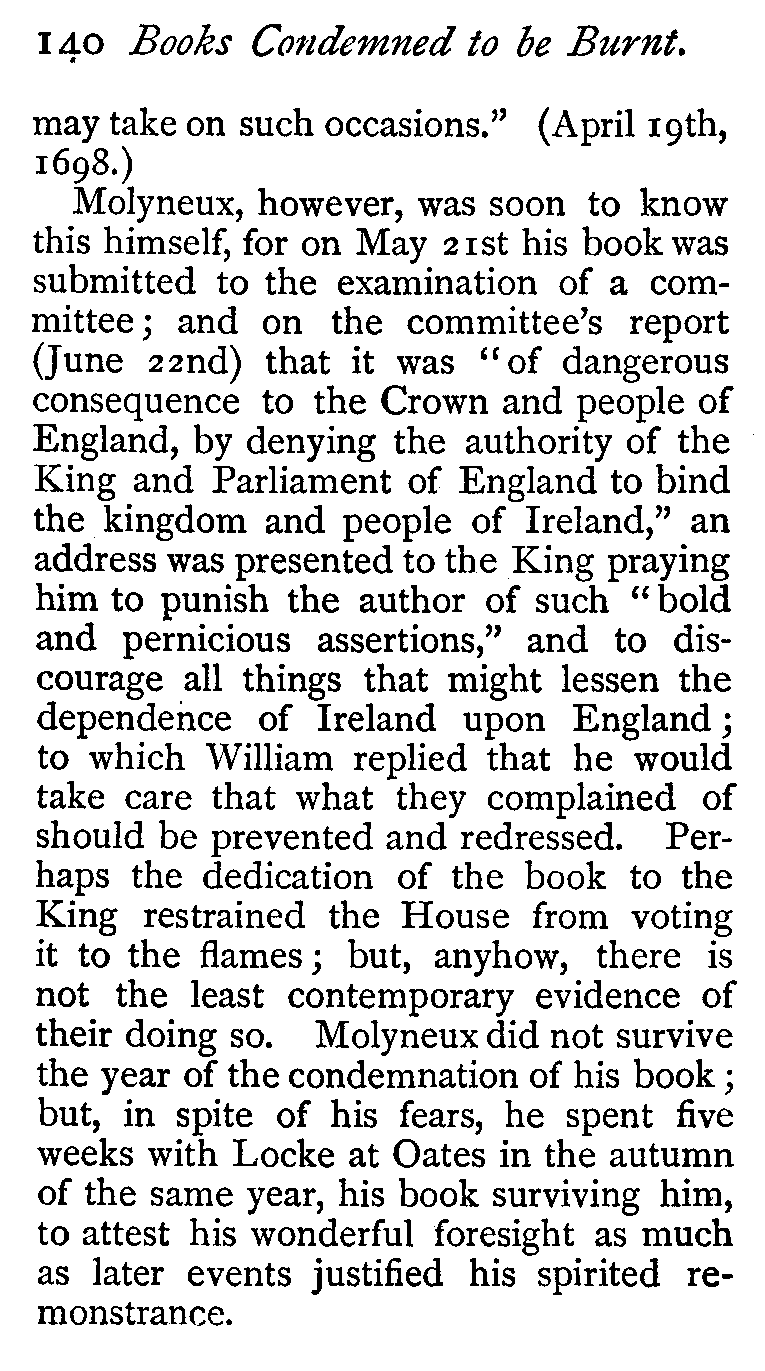 140 Books Condemned to be Burnt.
may take on such occasions.” (April 19th,
1698.)
Molyneux, however, was soon to know
this himself, for on May 21st his book was
submitted to the examination of a com-
mittee; and on the committee’s report
(June 22nd) that it was “of dangerous
consequence to the Crown and people of
England, by denying the authority of the
King and Parliament of England to bind
the kingdom and people of Ireland,” an
address was presented to the King praying
him to punish the author of such “bold
and pernicious assertions,” and to dis-
courage all things that might lessen the
dependence of Ireland upon England;
to which William replied that he would
take care that what they complained of
should be prevented and redressed. Per-
haps the dedication of the book to the
King restrained the House from voting
it to the flames; but, anyhow, there is
not the least contemporary evidence of
their doing so. Molyneux did not survive
the year of the condemnation of his book;
but, in spite of his fears, he spent five
weeks with Locke at Oates in the autumn
of the same year, his book surviving him,
to attest his wonderful foresight as much
as later events justified his spirited re-
monstrance.